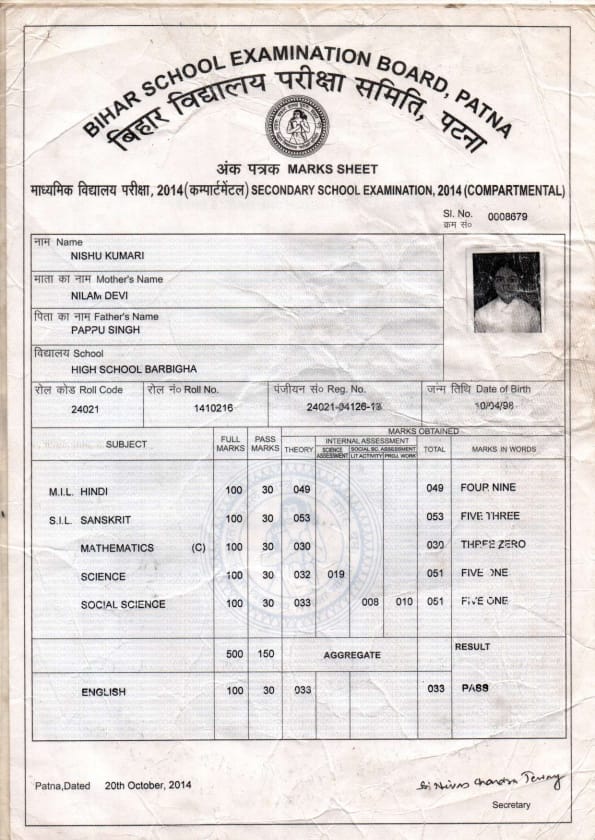 BIHAR SCHOOL EXAMINATION BOARD, PATNA
बिहार विद्यालय परीक्षा समिति, पटना
अंक पत्रक MARKS SHEET
माध्यमिक विद्यालय परीक्षा, 2014 (कम्पार्टमेंटल) SECONDARY SCHOOL EXAMINATION, 2014 (COMPARTMENTAL)
Sl. No. 0008679
क्रम सं०
नाम Name
NISHU KUMARI
माता का नाम Mother's Name
NILAM DEVI
पिता का नाम Father's Name
PAPPU SINGH
विद्यालय School
HIGH SCHOOL BARBIGHA
रोल कोड Roll Code रोल नं० Roll No. पंजीयन सं० Reg. No. जन्म तिथि Date of Birth
24021 1410216 24021-04126-13 10/04/98
MARKS OBTAINED
SUBJECT FULL MARKS PASS MARKS THEORY INTERNAL ASSESSMENT TOTAL MARKS IN WORDS
SCIENCE ASSESSMENT SOCIAL SC. ASSESSMENT
LIT ACTIVITY PROJ. WORK
M.I.L. HINDI 100 30 049 049 FOUR NINE
S.I.L. SANSKRIT 100 30 053 053 FIVE THREE
MATHEMATICS (C) 100 30 030 030 THREE ZERO
SCIENCE 100 30 032 019 051 FIVE ONE
SOCIAL SCIENCE 100 30 033 008 010 051 FIVE ONE
500 150 AGGREGATE RESULT
ENGLISH 100 30 033 033 PASS
Patna,Dated 20th October, 2014
Secretary